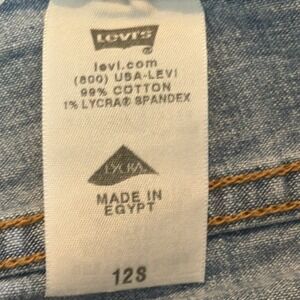 Levi's
levi.com
(800) USA-LEVI
99% COTTON
1% LYCRA® SPANDEX
LYCRA
MADE IN
EGYPT
12S